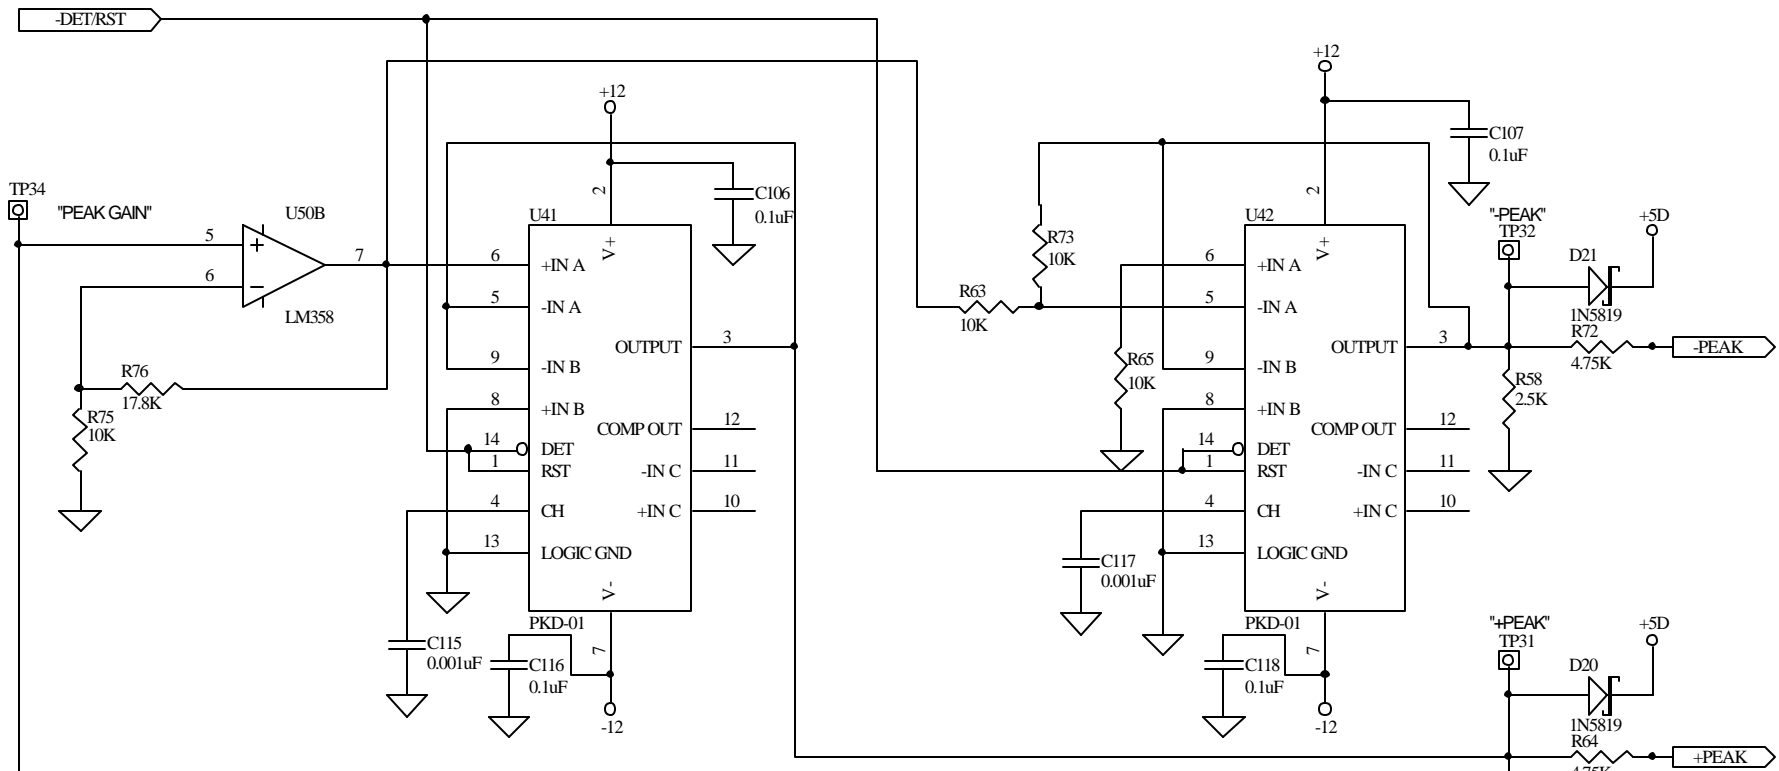 -DET/RST
+12
+12
C107
0.1uF
TP34
"PEAK GAIN"
U50B
5
6
7
LM358
R76
17.8K
R75
10K
2
C106
0.1uF
U41
V+
6
+IN A
5
-IN A
9
-IN B
8
+IN B
14
DET
1
RST
4
CH
13
LOGIC GND
OUTPUT
3
COMP OUT
12
-IN C
11
+IN C
10
V-
PKD-01
7
-12
C115
0.001uF
C116
0.1uF
R63
10K
R73
10K
R65
10K
2
U42
V+
6
+IN A
5
-IN A
9
-IN B
8
+IN B
14
DET
1
RST
4
CH
13
LOGIC GND
OUTPUT
3
COMP OUT
12
-IN C
11
+IN C
10
V-
PKD-01
7
-12
C117
0.001uF
C118
0.1uF
"-PEAK"
TP32
+5D
D21
1N5819
R72
4.75K
-PEAK
R58
2.5K
"+PEAK"
TP31
+5D
D20
1N5819
R64
4.75K
+PEAK